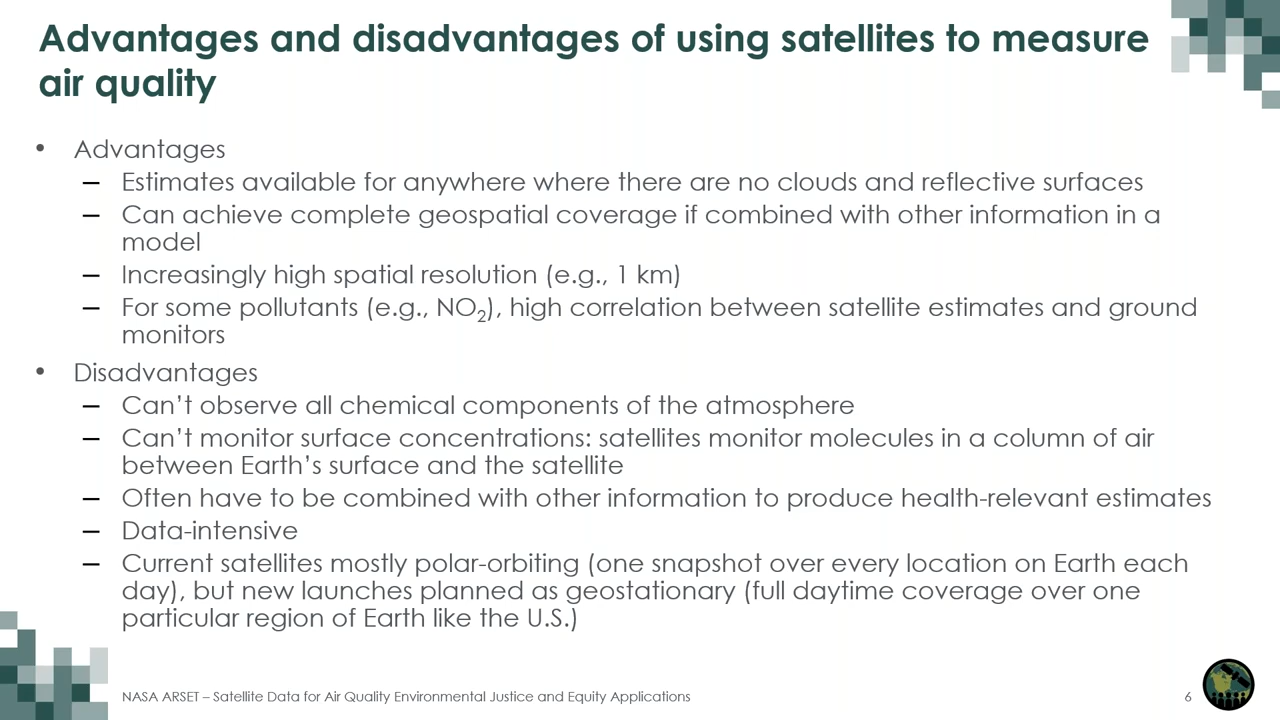 Advantages and disadvantages of using satellites to measure
air quality
• Advantages
– Estimates available for anywhere where there are no clouds and reflective surfaces
– Can achieve complete geospatial coverage if combined with other information in a
model
– Increasingly high spatial resolution (e.g., 1 km)
– For some pollutants (e.g., NO₂), high correlation between satellite estimates and ground
monitors
• Disadvantages
– Can’t observe all chemical components of the atmosphere
– Can’t monitor surface concentrations: satellites monitor molecules in a column of air
between Earth’s surface and the satellite
– Often have to be combined with other information to produce health-relevant estimates
– Data-intensive
– Current satellites mostly polar-orbiting (one snapshot over every location on Earth each
day), but new launches planned as geostationary (full daytime coverage over one
particular region of Earth like the U.S.)
NASA ARSET – Satellite Data for Air Quality Environmental Justice and Equity Applications
6